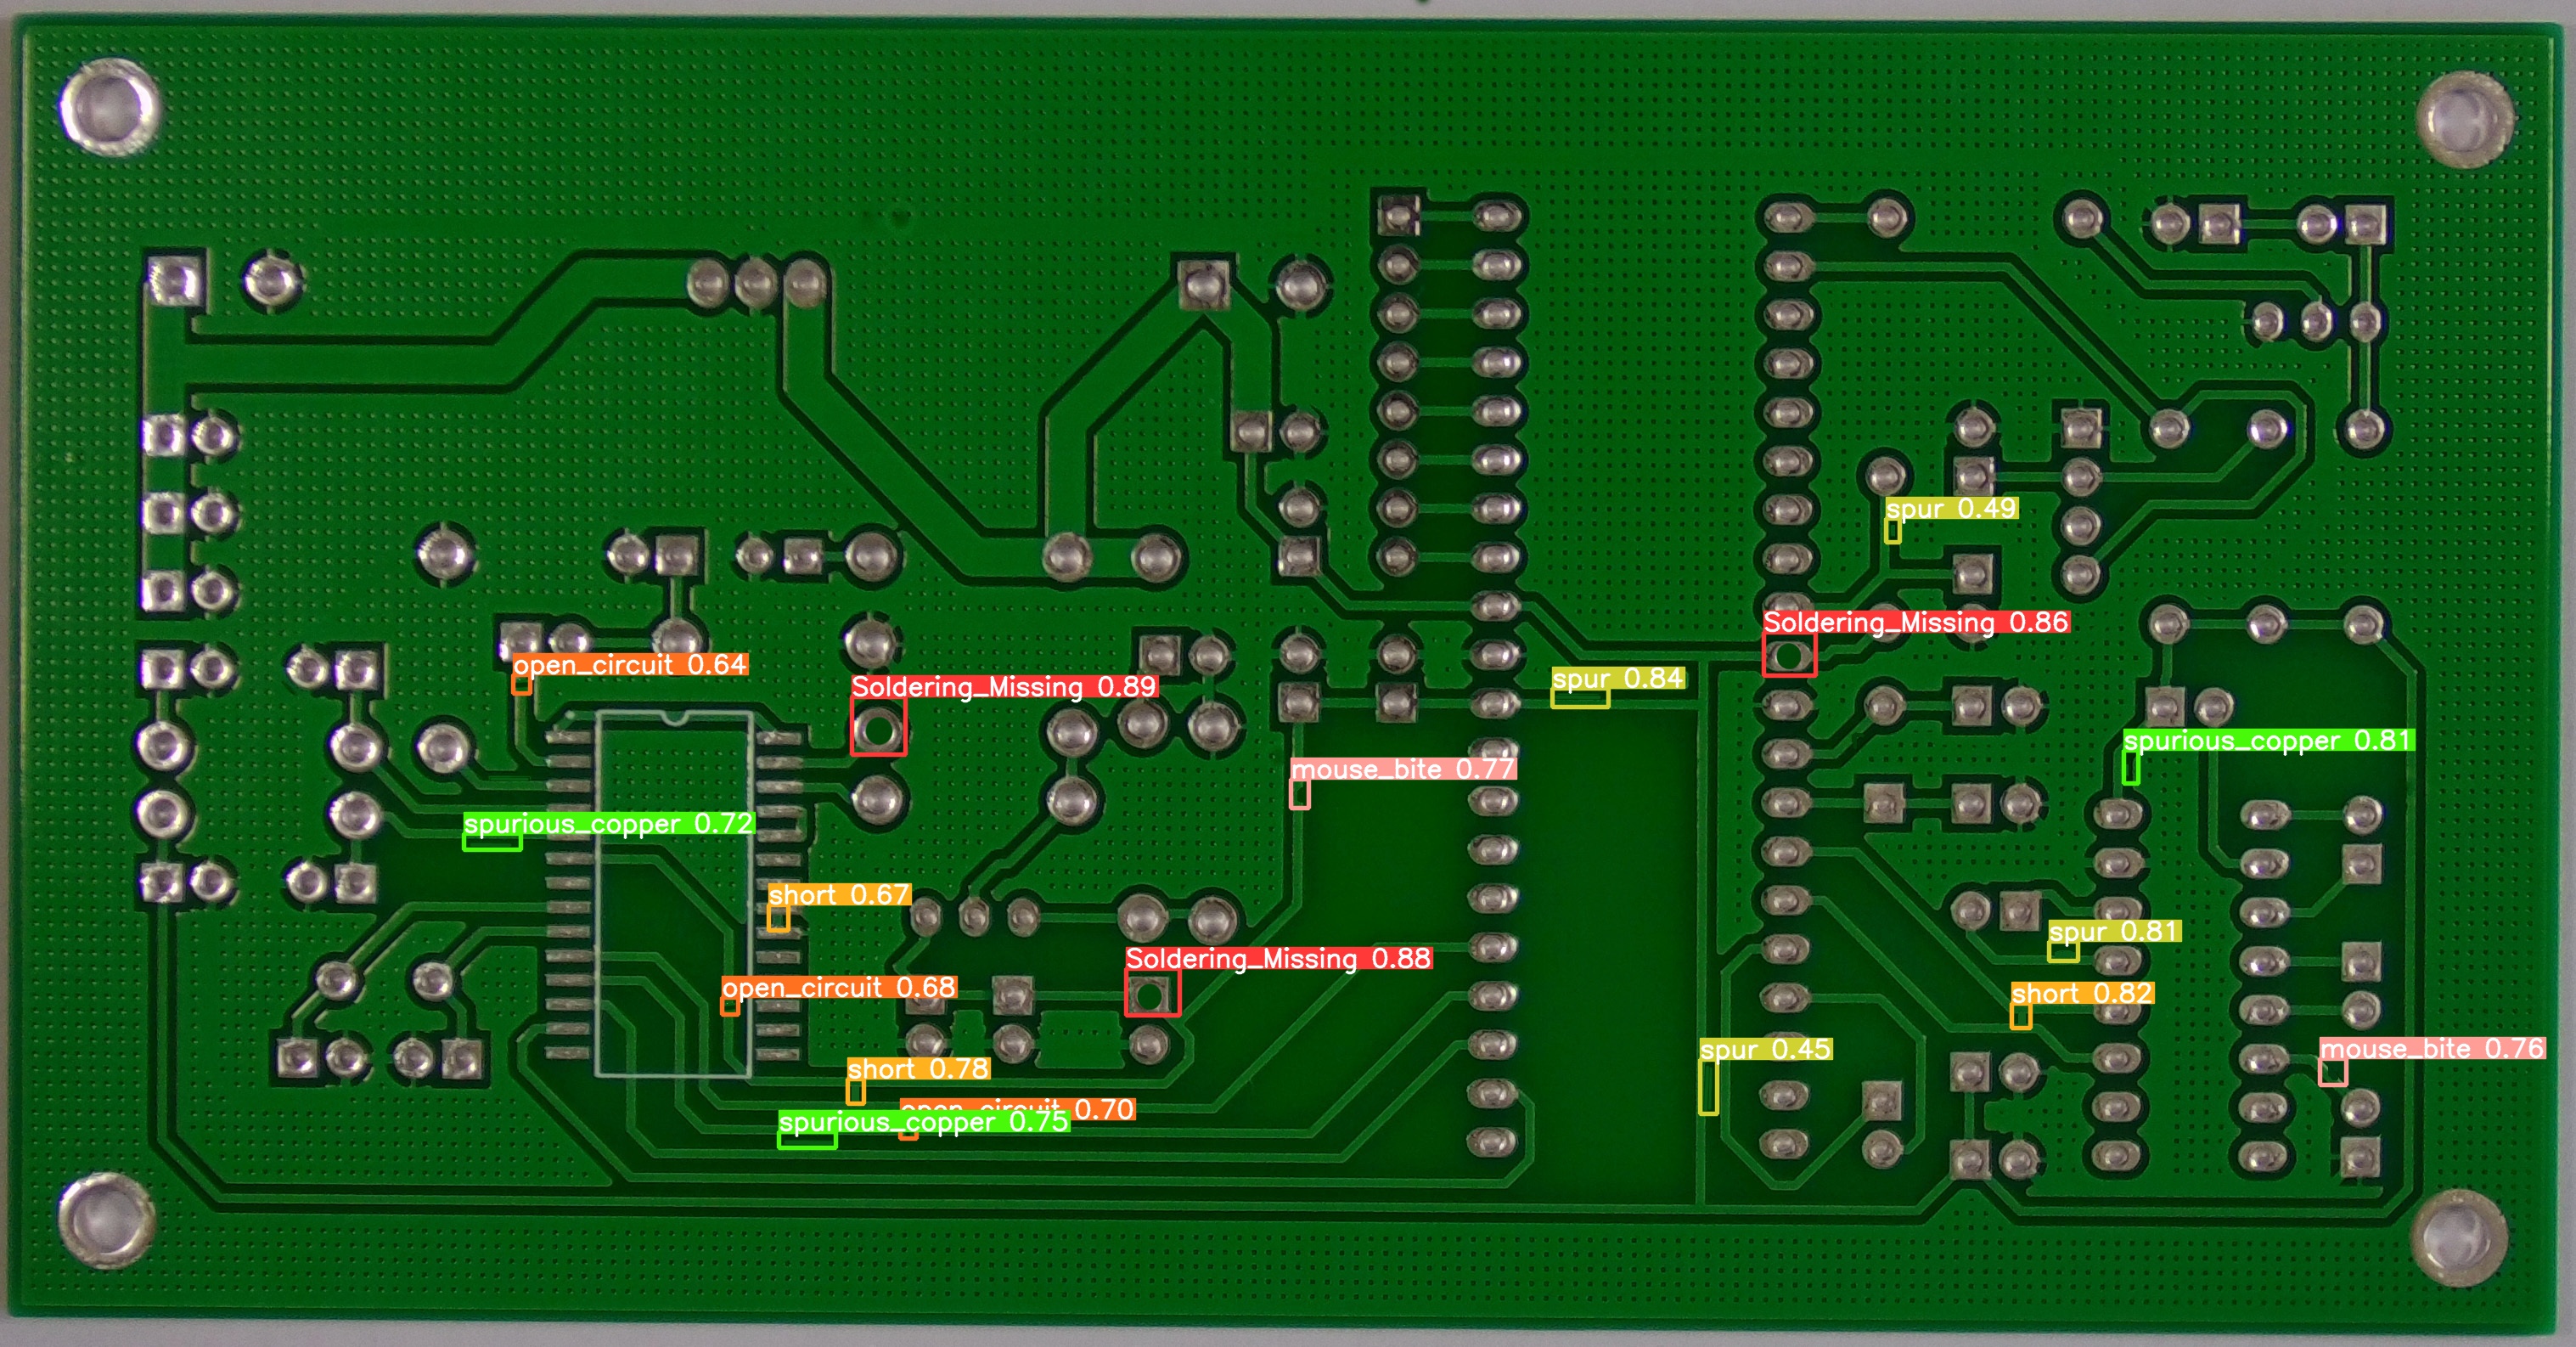 spur 0.49
Soldering_Missing 0.86
open_circuit 0.64
spur 0.84
Soldering_Missing 0.89
spurious_copper 0.81
mouse_bite 0.77
spurious_copper 0.72
short 0.67
spur 0.81
Soldering_Missing 0.88
open_circuit 0.68
short 0.82
spur 0.45
mouse_bite 0.76
short 0.78
open_circuit 0.70
spurious_copper 0.75